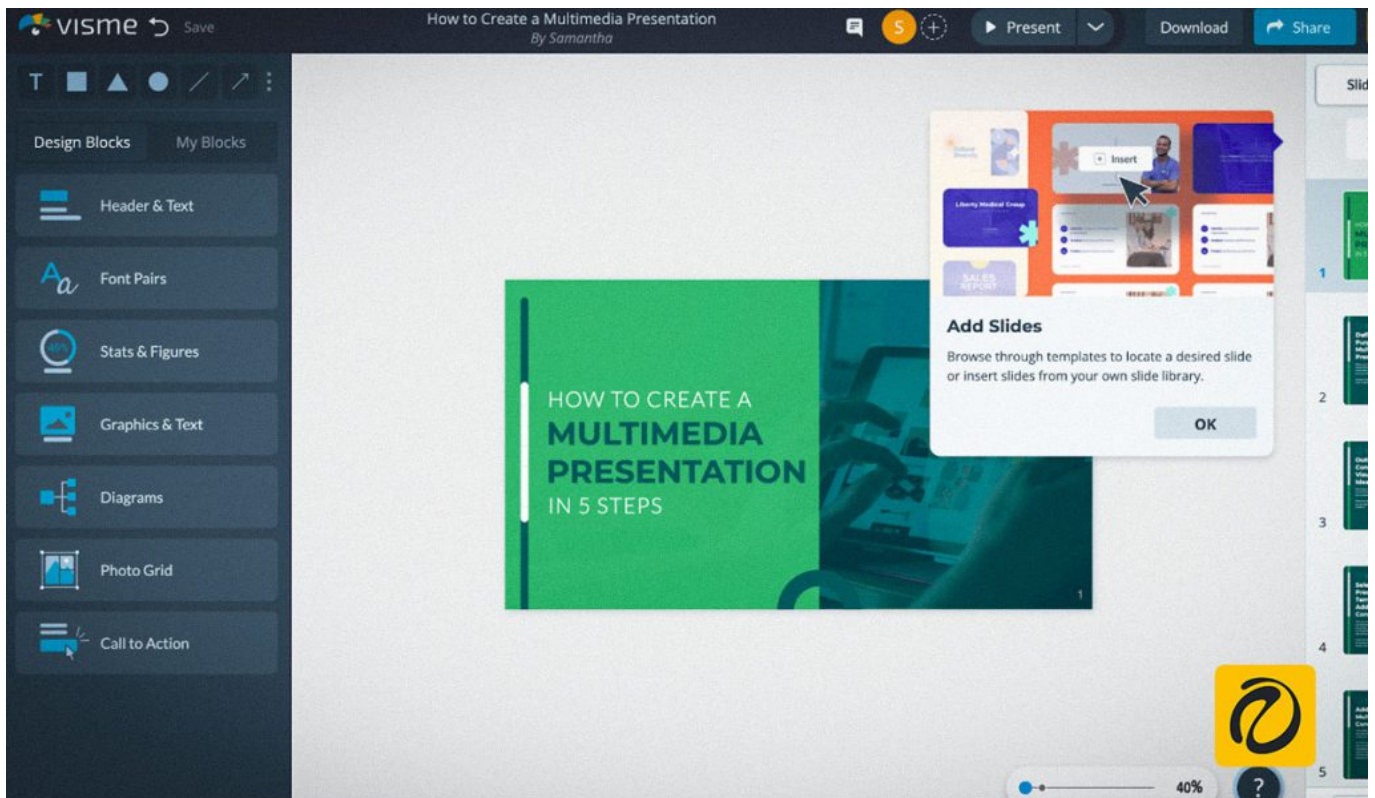 VISME
Save
How to Create a Multimedia Presentation
By Samantha
S
Present
Download
Share
T
Design Blocks
My Blocks
Header & Text
Aa
Font Pairs
40%
Stats & Figures
Graphics & Text
Diagrams
Photo Grid
Call to Action
HOW TO CREATE A
MULTIMEDIA
PRESENTATION
IN 5 STEPS
1
Insert
Liberty Medical Group
SALES
REPORT
Add Slides
Browse through templates to locate a desired slide
or insert slides from your own slide library.
OK
Slid
1
2
3
4
5
40%
?